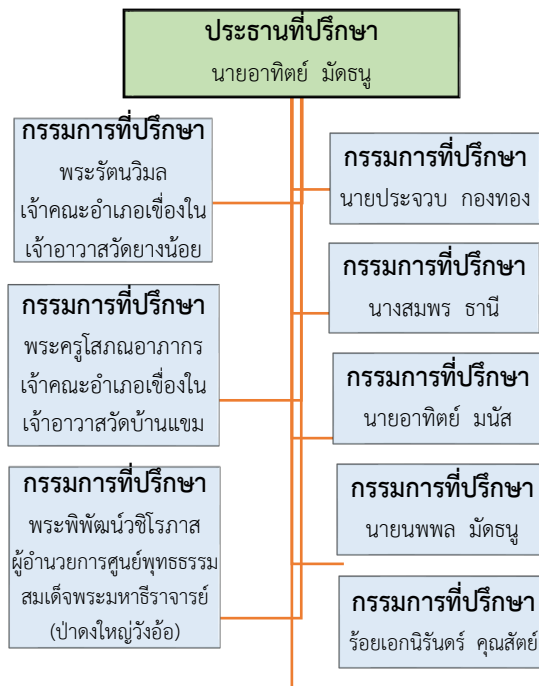 ประธานที่ปรึกษา
นายอาทิตย์ มัดธนู
กรรมการที่ปรึกษา
พระรัตนวิมล
เจ้าคณะอำเภอเขื่องใน
เจ้าอาวาสวัดยางน้อย
กรรมการที่ปรึกษา
พระครูโสภณอาภากร
เจ้าคณะอำเภอเขื่องใน
เจ้าอาวาสวัดบ้านแขม
กรรมการที่ปรึกษา
พระพิพัฒน์วชิโรภาส
ผู้อำนวยการศูนย์พุทธธรรม
สมเด็จพระมหาธีราจารย์
(ป่าดงใหญ่วังอ้อ)
กรรมการที่ปรึกษา
นายประจวบ กองทอง
กรรมการที่ปรึกษา
นางสมพร ธานี
กรรมการที่ปรึกษา
นายอาทิตย์ มนัส
กรรมการที่ปรึกษา
นายนพพล มัดธนู
กรรมการที่ปรึกษา
ร้อยเอกนิรันดร์ คุณสัตย์